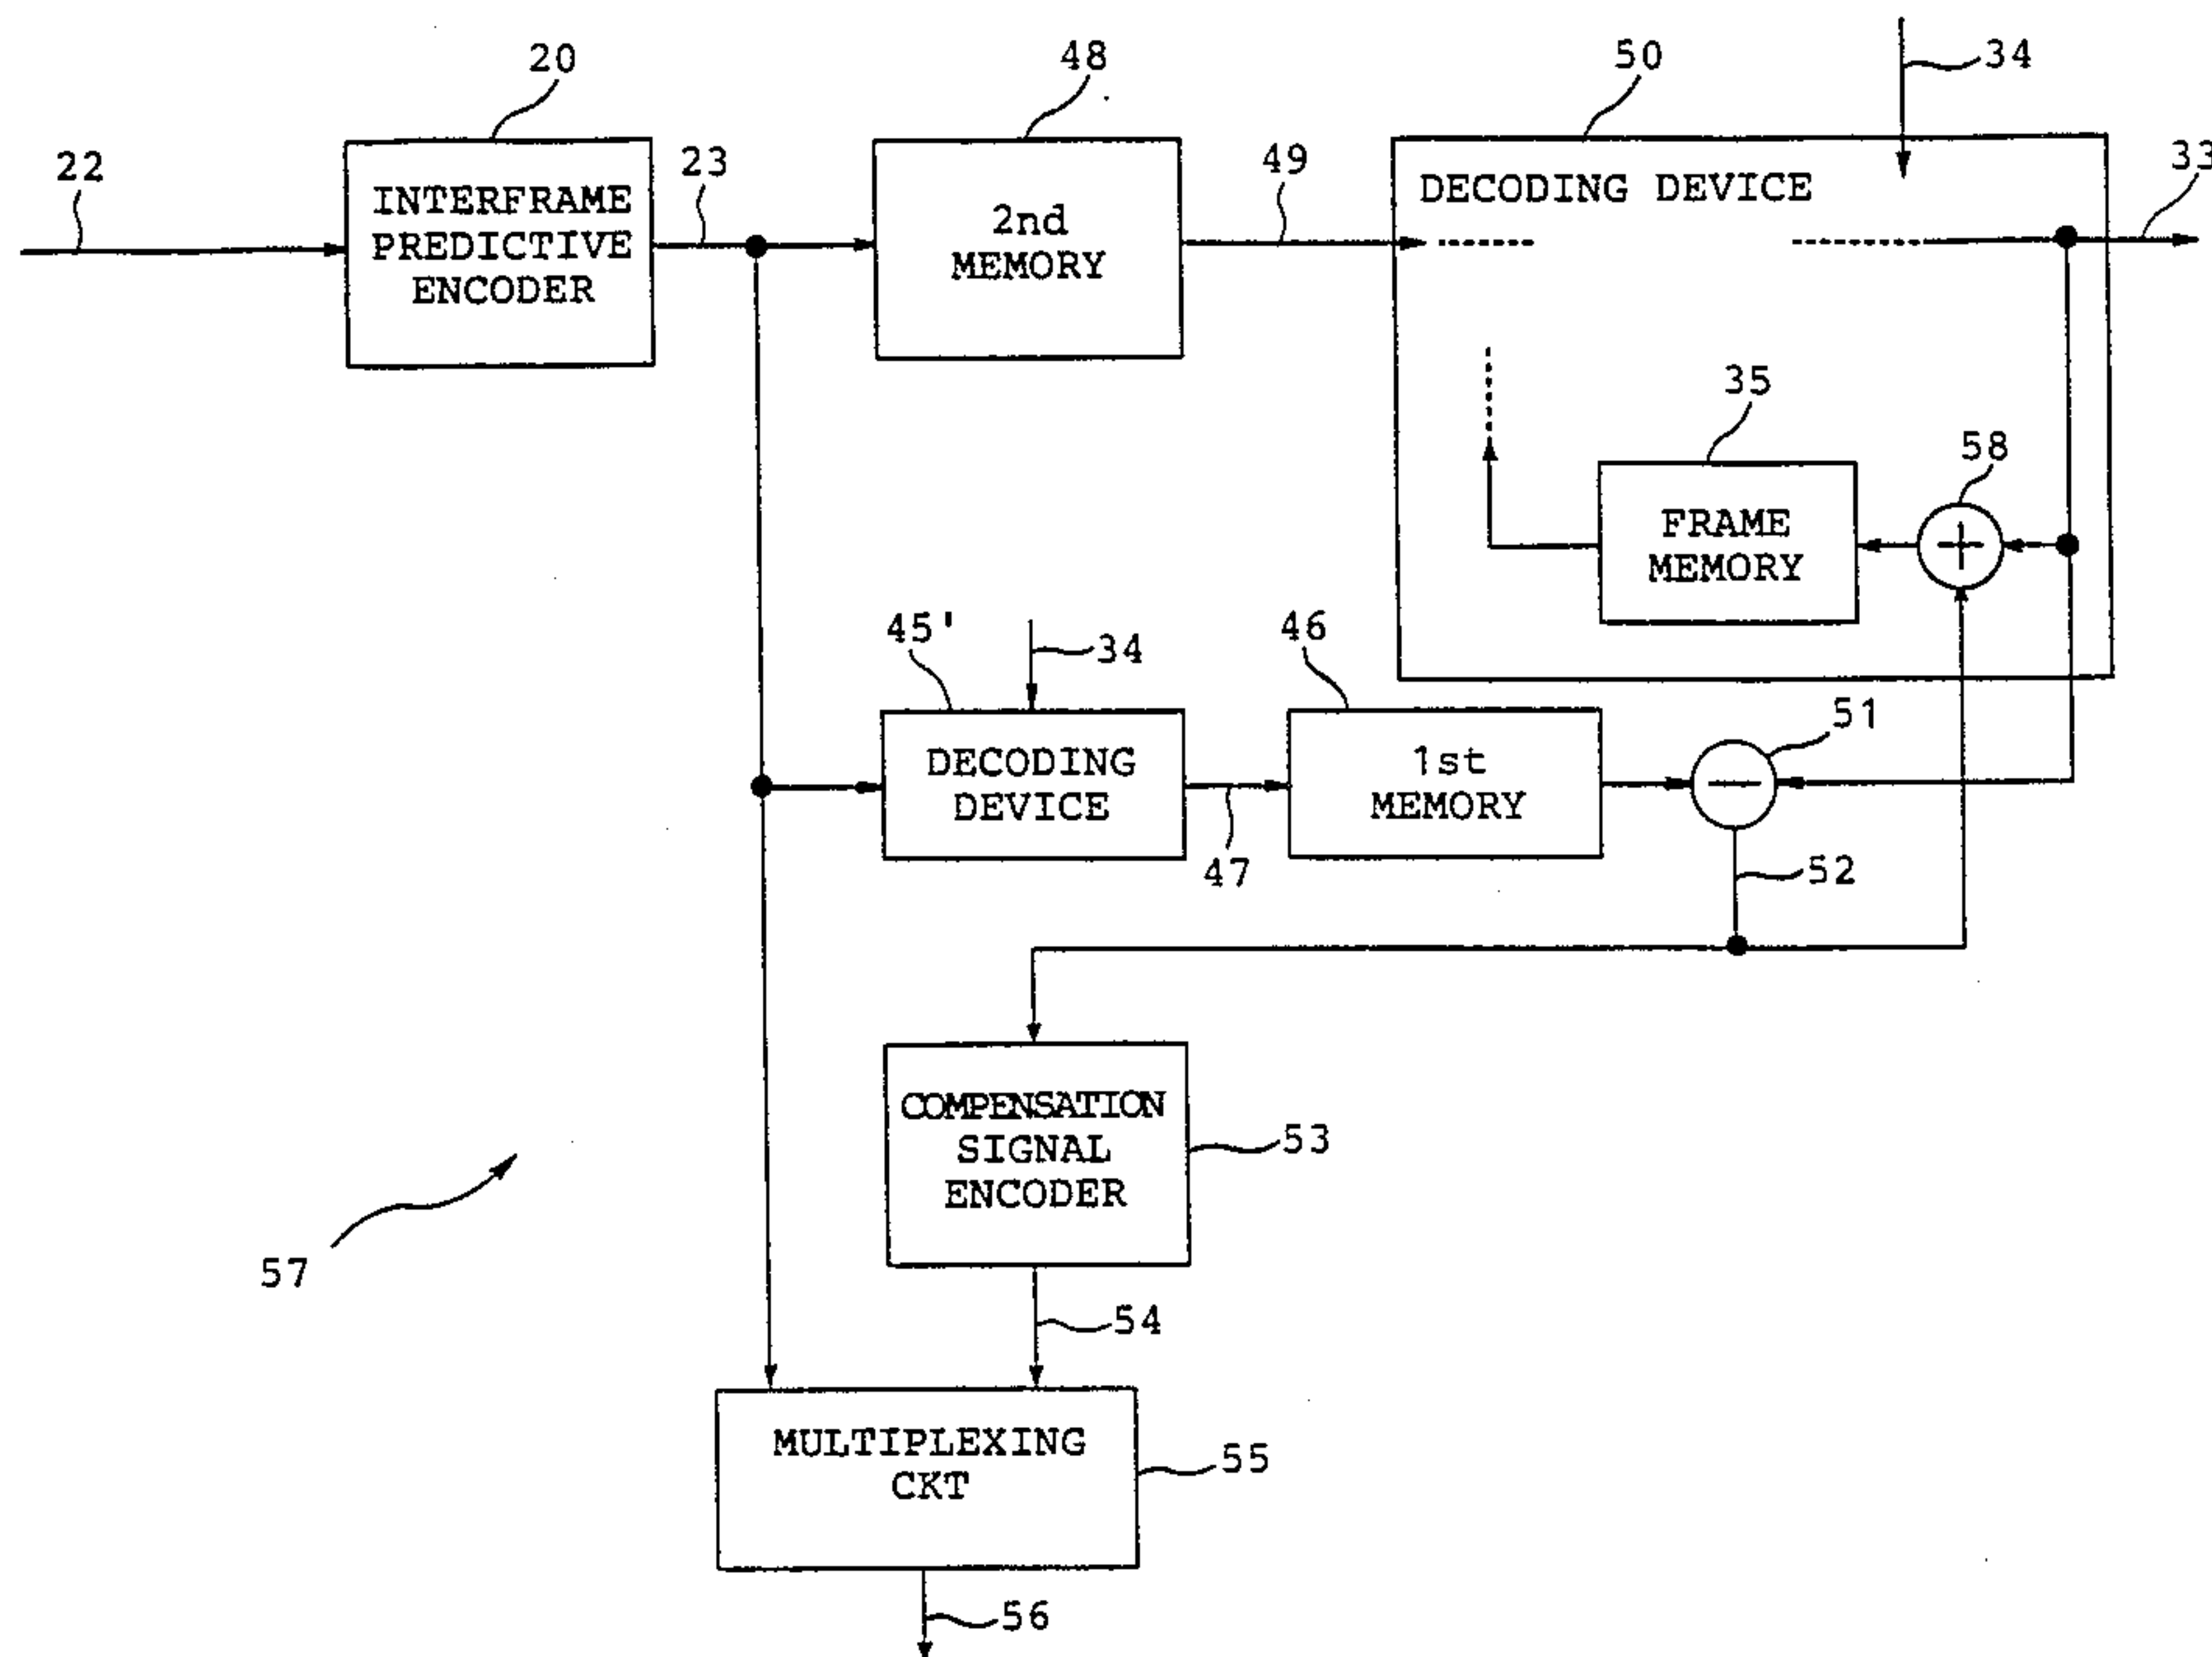 20
48
50
34
22
23
49
33
INTERFRAME
PREDICTIVE
ENCODER
2nd
MEMORY
DECODING DEVICE
35
58
FRAME
MEMORY
45'
34
46
51
DECODING
DEVICE
1st
MEMORY
47
52
COMPENSATION
SIGNAL
ENCODER
53
57
54
MULTIPLEXING
CKT
55
56